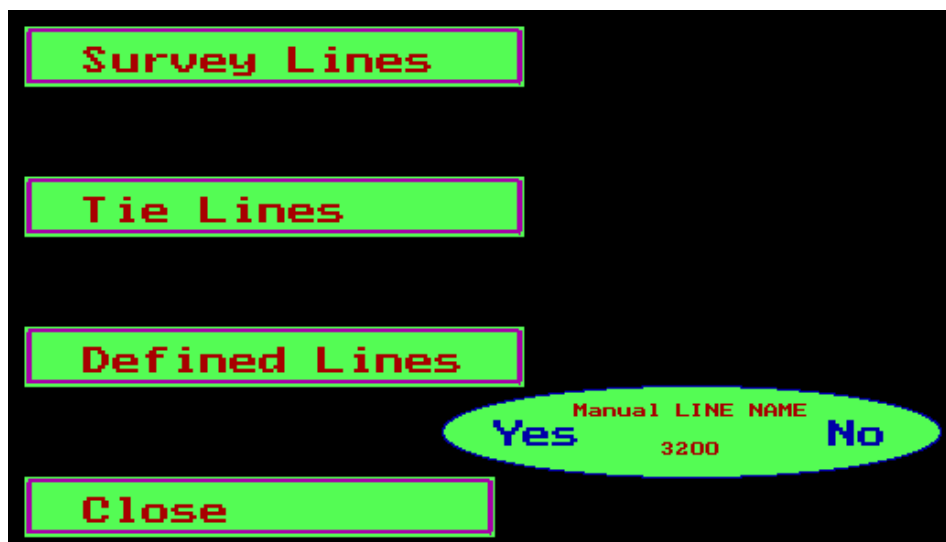 Survey Lines
Tie Lines
Defined Lines
Manual LINE NAME
Yes No
3200
Close